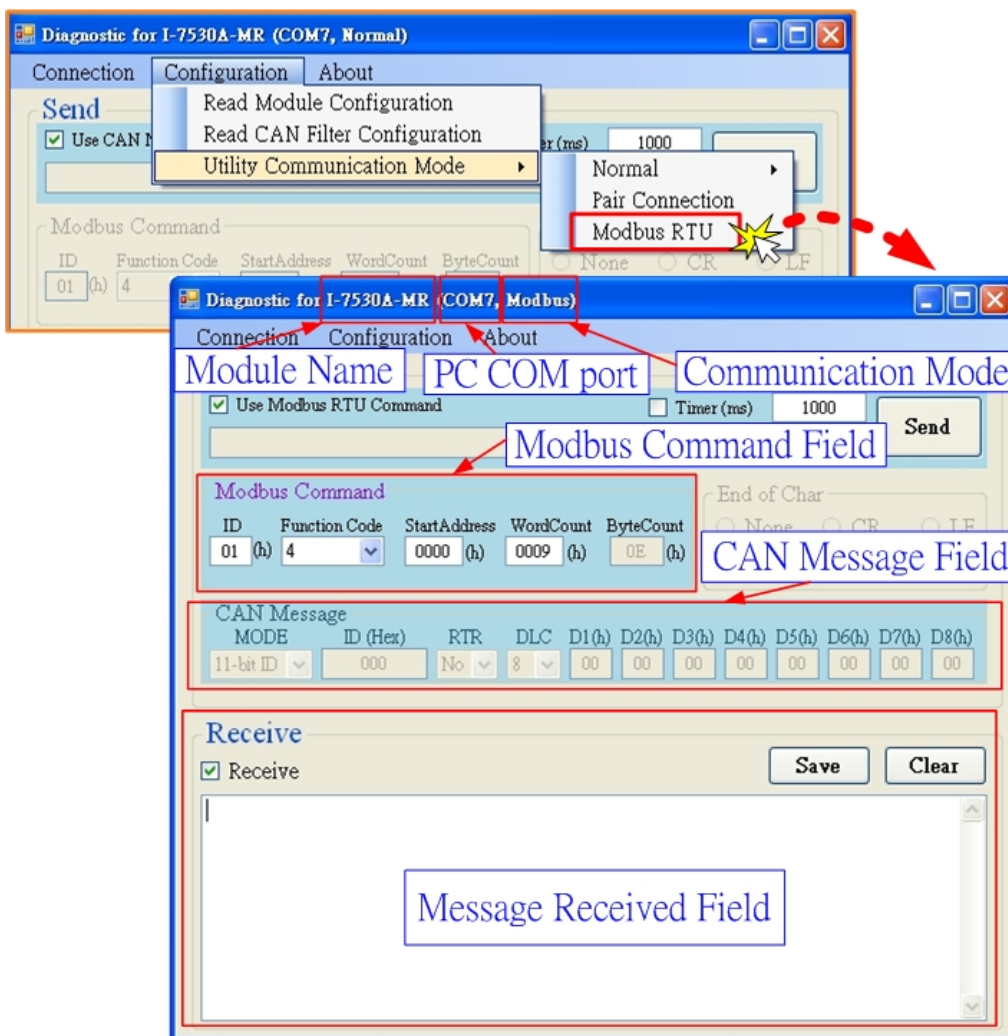 Diagnostic for I-7530A-MR (COM7, Normal)
Connection Configuration About
Send
Read Module Configuration
Read CAN Filter Configuration
Utility Communication Mode
Use CAN
(ms) 1000
Normal
Pair Connection
Modbus RTU
Modbus Command
ID Function Code StartAddress WordCount ByteCount
01 (h) 4
None CR LF
Diagnostic for I-7530A-MR (COM7, Modbus)
Connection Configuration About
Module Name PC COM port Communication Mode
Use Modbus RTU Command Timer (ms) 1000 Send
Modbus Command Field
Modbus Command
ID Function Code StartAddress WordCount ByteCount
01 (h) 4 0000 (h) 0009 (h) 0E (h)
End of Char
None CR LF
CAN Message Field
CAN Message
MODE ID (Hex) RTR DLC D1(h) D2(h) D3(h) D4(h) D5(h) D6(h) D7(h) D8(h)
11-bit ID 000 No 8 00 00 00 00 00 00 00 00
Receive
Receive Save Clear
Message Received Field